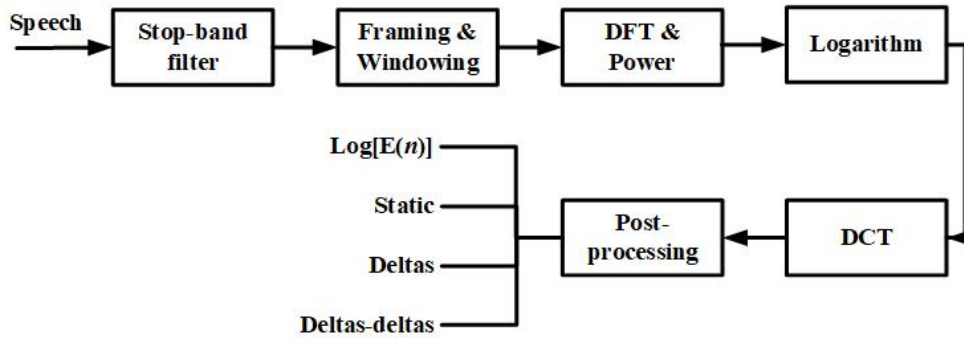 Speech
Stop-band
filter
Framing &
Windowing
DFT &
Power
Logarithm
Log[E(n)]
Static
Deltas
Deltas-deltas
Post-
processing
DCT